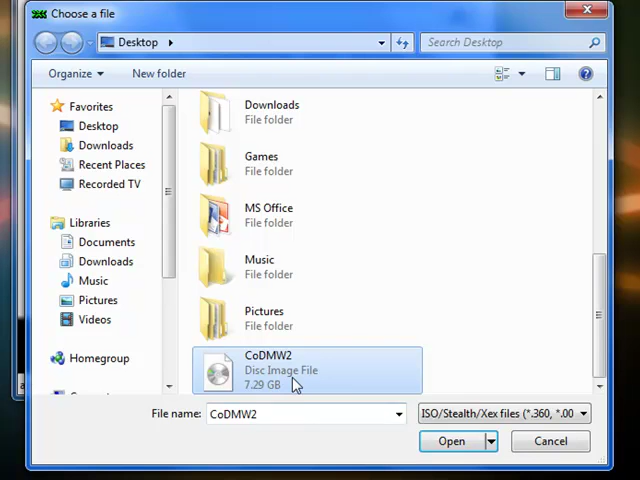 Choose a file
Desktop
Search Desktop
Organize
New folder
Favorites
Desktop
Downloads
Recent Places
Recorded TV
Libraries
Documents
Downloads
Music
Pictures
Videos
Homegroup
Downloads
File folder
Games
File folder
MS Office
File folder
Music
File folder
Pictures
File folder
CoDMW2
Disc Image File
7.29 GB
File name:
CoDMW2
ISO/Stealth/Xex files (*.360, *.00
Open
Cancel